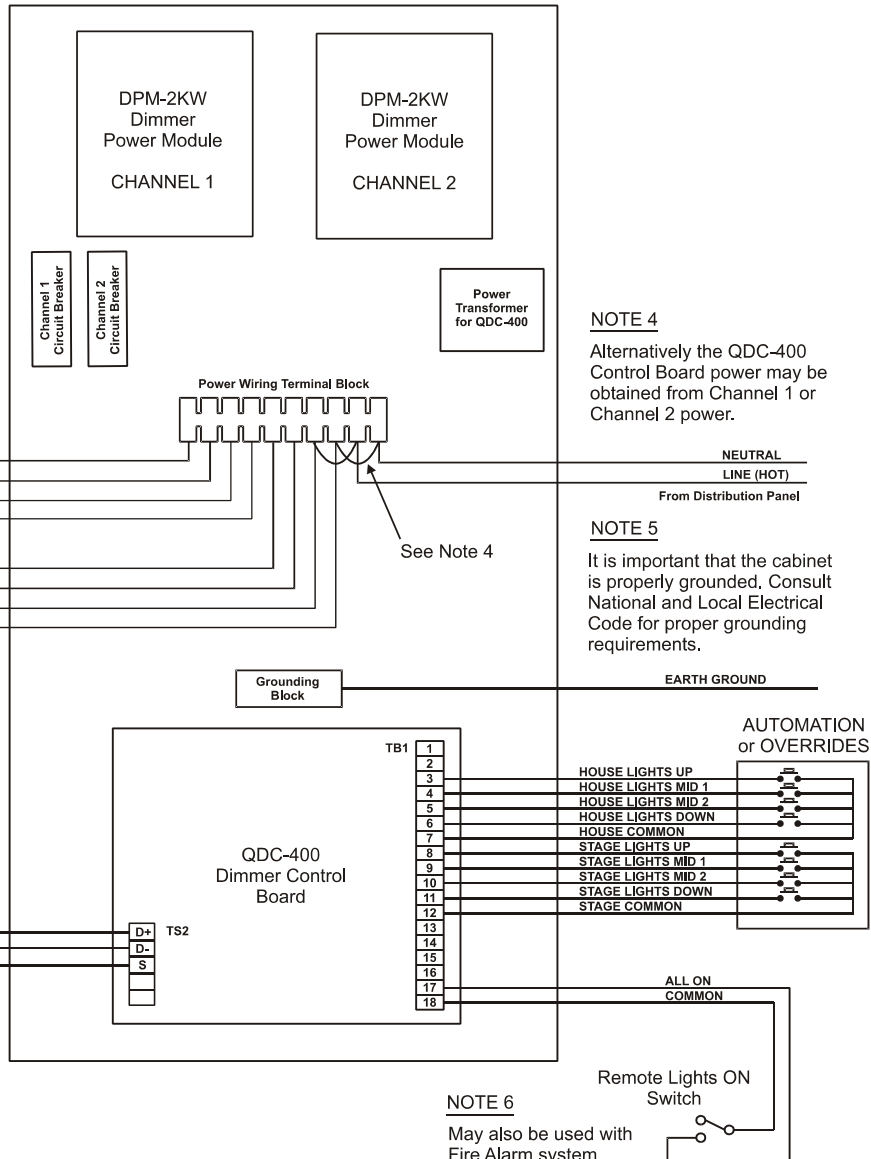 DPM-2KW
Dimmer
Power Module
CHANNEL 1
DPM-2KW
Dimmer
Power Module
CHANNEL 2
Channel 1
Circuit Breaker
Channel 2
Circuit Breaker
Power
Transformer
for QDC-400
NOTE 4
Alternatively the QDC-400
Control Board power may be
obtained from Channel 1 or
Channel 2 power.
Power Wiring Terminal Block
NEUTRAL
LINE (HOT)
From Distribution Panel
See Note 4
NOTE 5
It is important that the cabinet
is properly grounded. Consult
National and Local Electrical
Code for proper grounding
requirements.
Grounding
Block
EARTH GROUND
AUTOMATION
or OVERRIDES
TB1
1
2
3
4
5
6
7
8
9
10
11
12
13
14
15
16
17
18
HOUSE LIGHTS UP
HOUSE LIGHTS MID 1
HOUSE LIGHTS MID 2
HOUSE LIGHTS DOWN
HOUSE COMMON
STAGE LIGHTS UP
STAGE LIGHTS MID 1
STAGE LIGHTS MID 2
STAGE LIGHTS DOWN
STAGE COMMON
QDC-400
Dimmer Control
Board
D+
D-
S
TS2
ALL ON
COMMON
Remote Lights ON
Switch
NOTE 6
May also be used with
Fire Alarm system